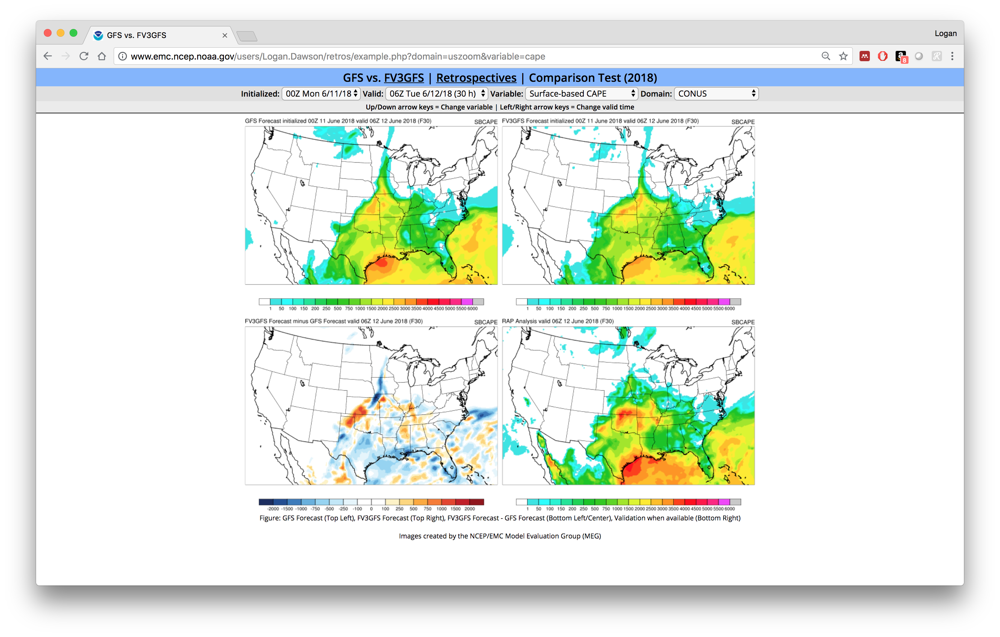 GFS vs. FV3GFS
Logan
www.emc.ncep.noaa.gov/users/Logan.Dawson/retros/example.php?domain=uszoom&variable=cape
8
GFS vs. FV3GFS | Retrospectives | Comparison Test (2018)
Initialized: 00Z Mon 6/11/18 Valid: 06Z Tue 6/12/18 (30 h) Variable: Surface-based CAPE Domain: CONUS
Up/Down arrow keys = Change variable | Left/Right arrow keys = Change valid time
GFS Forecast initialized 00Z 11 June 2018 valid 06Z 12 June 2018 (F30) SBCAPE
FV3GFS Forecast initialized 00Z 11 June 2018 valid 06Z 12 June 2018 (F30) SBCAPE
1 50 100 150 200 250 500 750 1000 1500 2000 2500 3000 3500 4000 4500 5000 5500 6000
1 50 100 150 200 250 500 750 1000 1500 2000 2500 3000 3500 4000 4500 5000 5500 6000
FV3GFS Forecast minus GFS Forecast valid 06Z 12 June 2018 (F30) SBCAPE
RAP Analysis valid 06Z 12 June 2018 (F30) SBCAPE
-2000 -1500 -1000 -750 -500 -250 -100 0 100 250 500 750 1000 1500 2000
1 50 100 150 200 250 500 750 1000 1500 2000 2500 3000 3500 4000 4500 5000 5500 6000
Figure: GFS Forecast (Top Left), FV3GFS Forecast (Top Right), FV3GFS Forecast - GFS Forecast (Bottom Left/Center), Validation when available (Bottom Right)
Images created by the NCEP/EMC Model Evaluation Group (MEG)